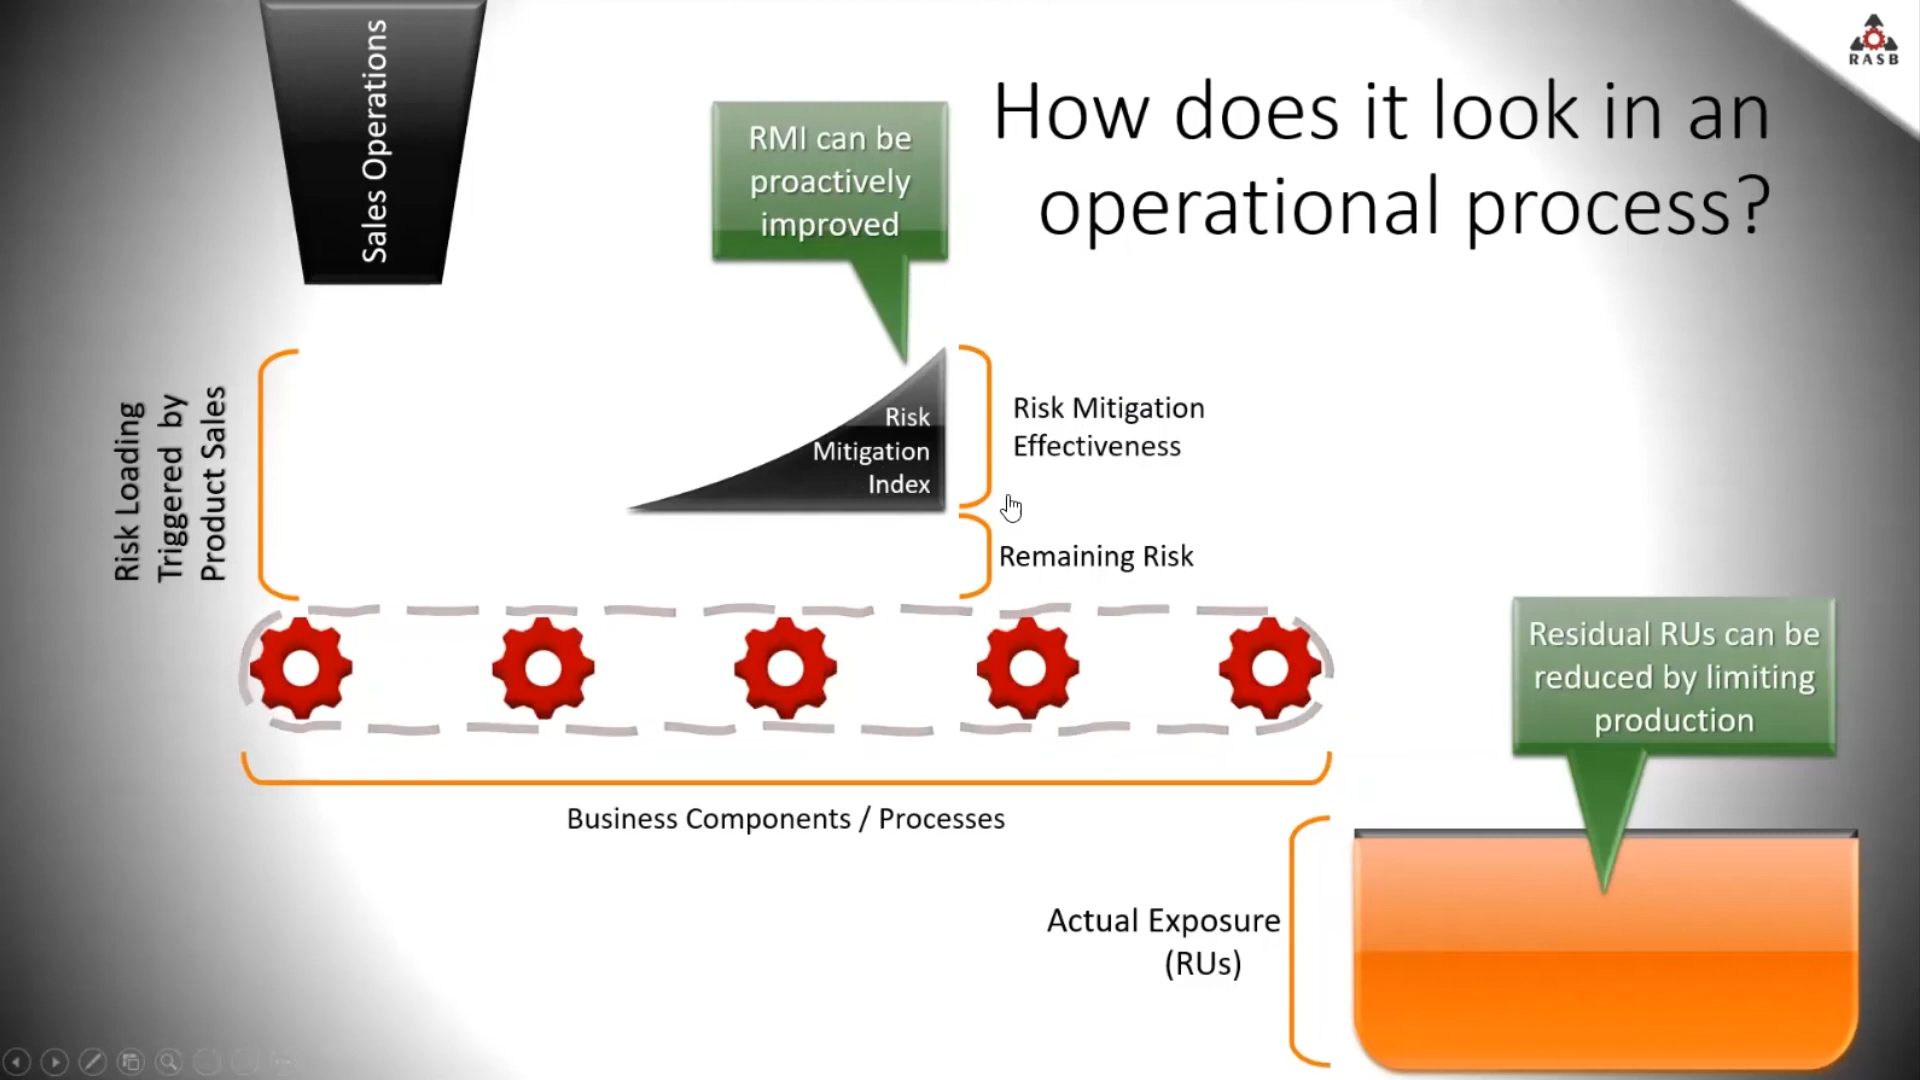 Sales Operations
RASB
How does it look in an
operational process?
RMI can be
proactively
improved
Risk Loading
Triggered by
Product Sales
Risk
Mitigation
Index
Risk Mitigation
Effectiveness
Remaining Risk
Residual RUs can be
reduced by limiting
production
Business Components / Processes
Actual Exposure
(RUs)